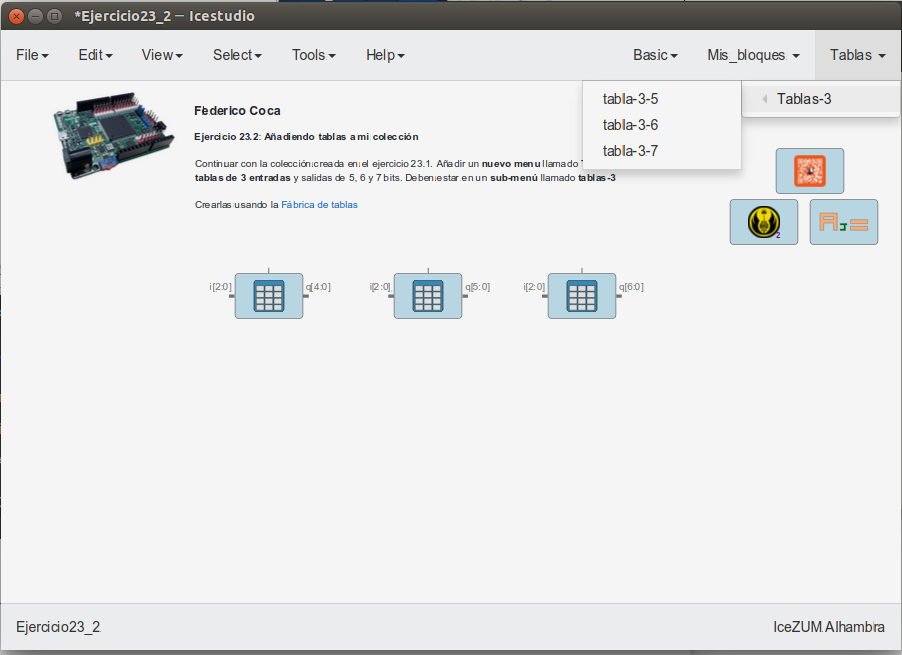 *Ejercicio23_2 — Icestudio
File Edit View Select Tools Help Basic Mis_bloques Tablas
tabla-3-5
tabla-3-6
tabla-3-7
Tablas-3
Federico Coca
Ejercicio 23.2: Añadiendo tablas a mi colección
Continuar con la colección creada en el ejercicio 23.1. Añadir un nuevo menu llamado
tablas de 3 entradas y salidas de 5, 6 y 7 bits. Deben estar en un sub-menú llamado tablas-3
Crearlas usando la Fábrica de tablas
2
i[2:0] q[4:0] i[2:0] q[5:0] i[2:0] q[6:0]
Ejercicio23_2 IceZUM Alhambra